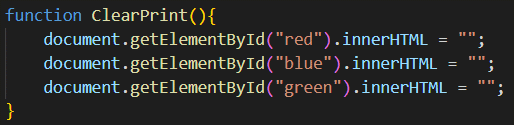 function ClearPrint(){
    document.getElementById("red").innerHTML = "";
    document.getElementById("blue").innerHTML = "";
    document.getElementById("green").innerHTML = "";
}